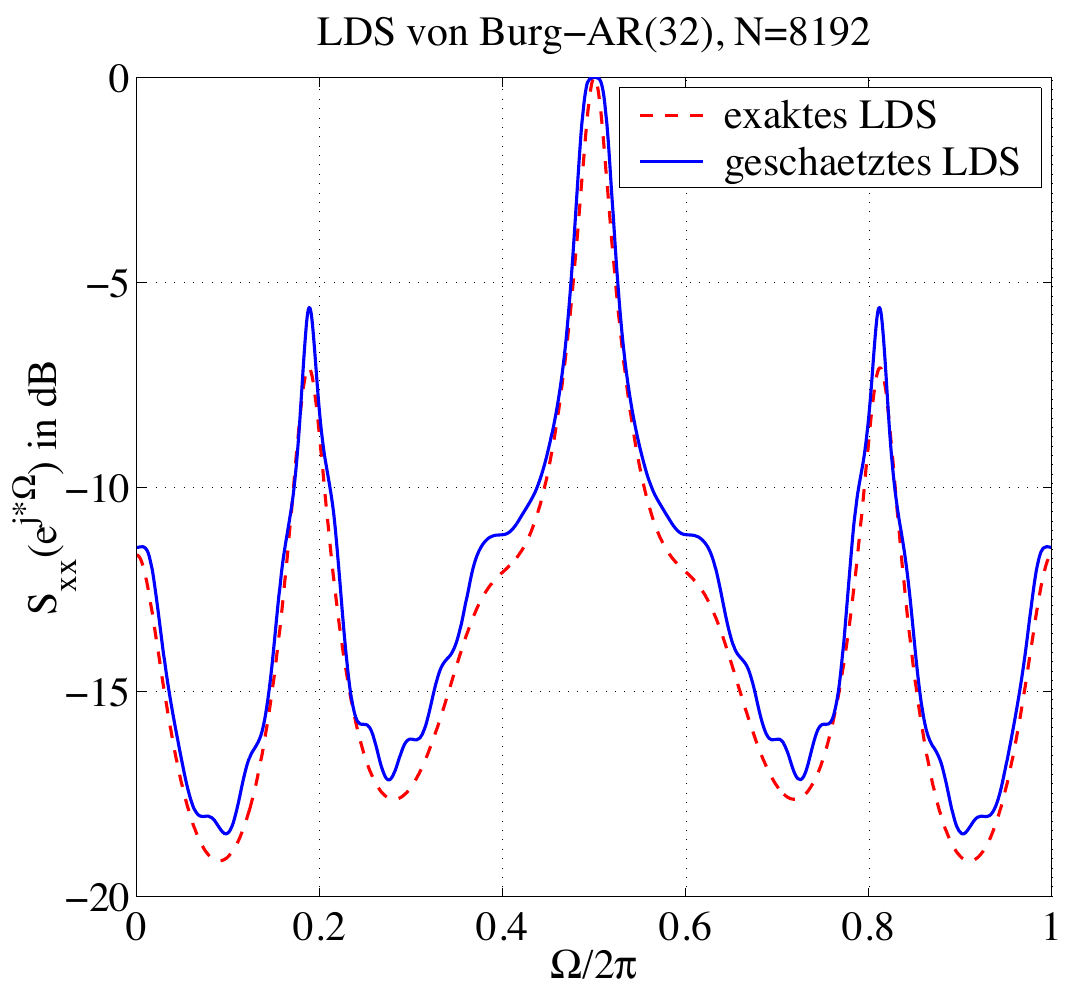 LDS von Burg−AR(32), N=8192
exaktes LDS
geschaetztes LDS
S_xx(e^j*Ω) in dB
0
−5
−10
−15
−20
0 0.2 0.4 0.6 0.8 1
Ω/2π